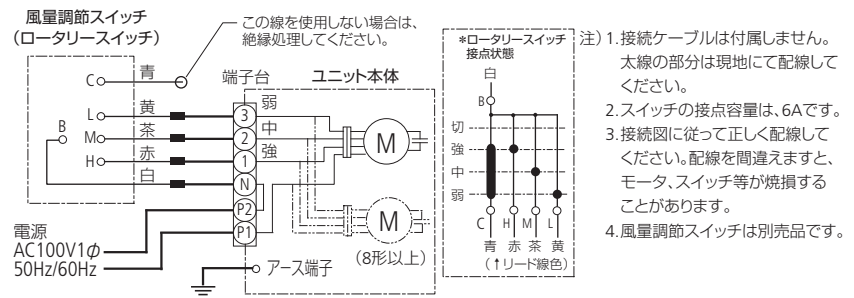 風量調節スイッチ
（ロータリースイッチ）
この線を使用しない場合は、
絶縁処理してください。
C 青
L 黄
B
M 茶
H 赤
白
端子台
ユニット本体
3 弱
2 中
1 強
N
P2
P1
M
M
(8形以上)
電源
AC100V1φ
50Hz/60Hz
アース端子
*ロータリースイッチ
接点状態
白
B
切
強
中
弱
C H M L
青 赤 茶 黄
（↑リード線色）
注）1.接続ケーブルは付属しません。
太線の部分は現地にて配線して
ください。
2.スイッチの接点容量は、6Aです。
3.接続図に従って正しく配線して
ください。配線を間違えますと、
モータ、スイッチ等が焼損する
ことがあります。
4.風量調節スイッチは別売品です。